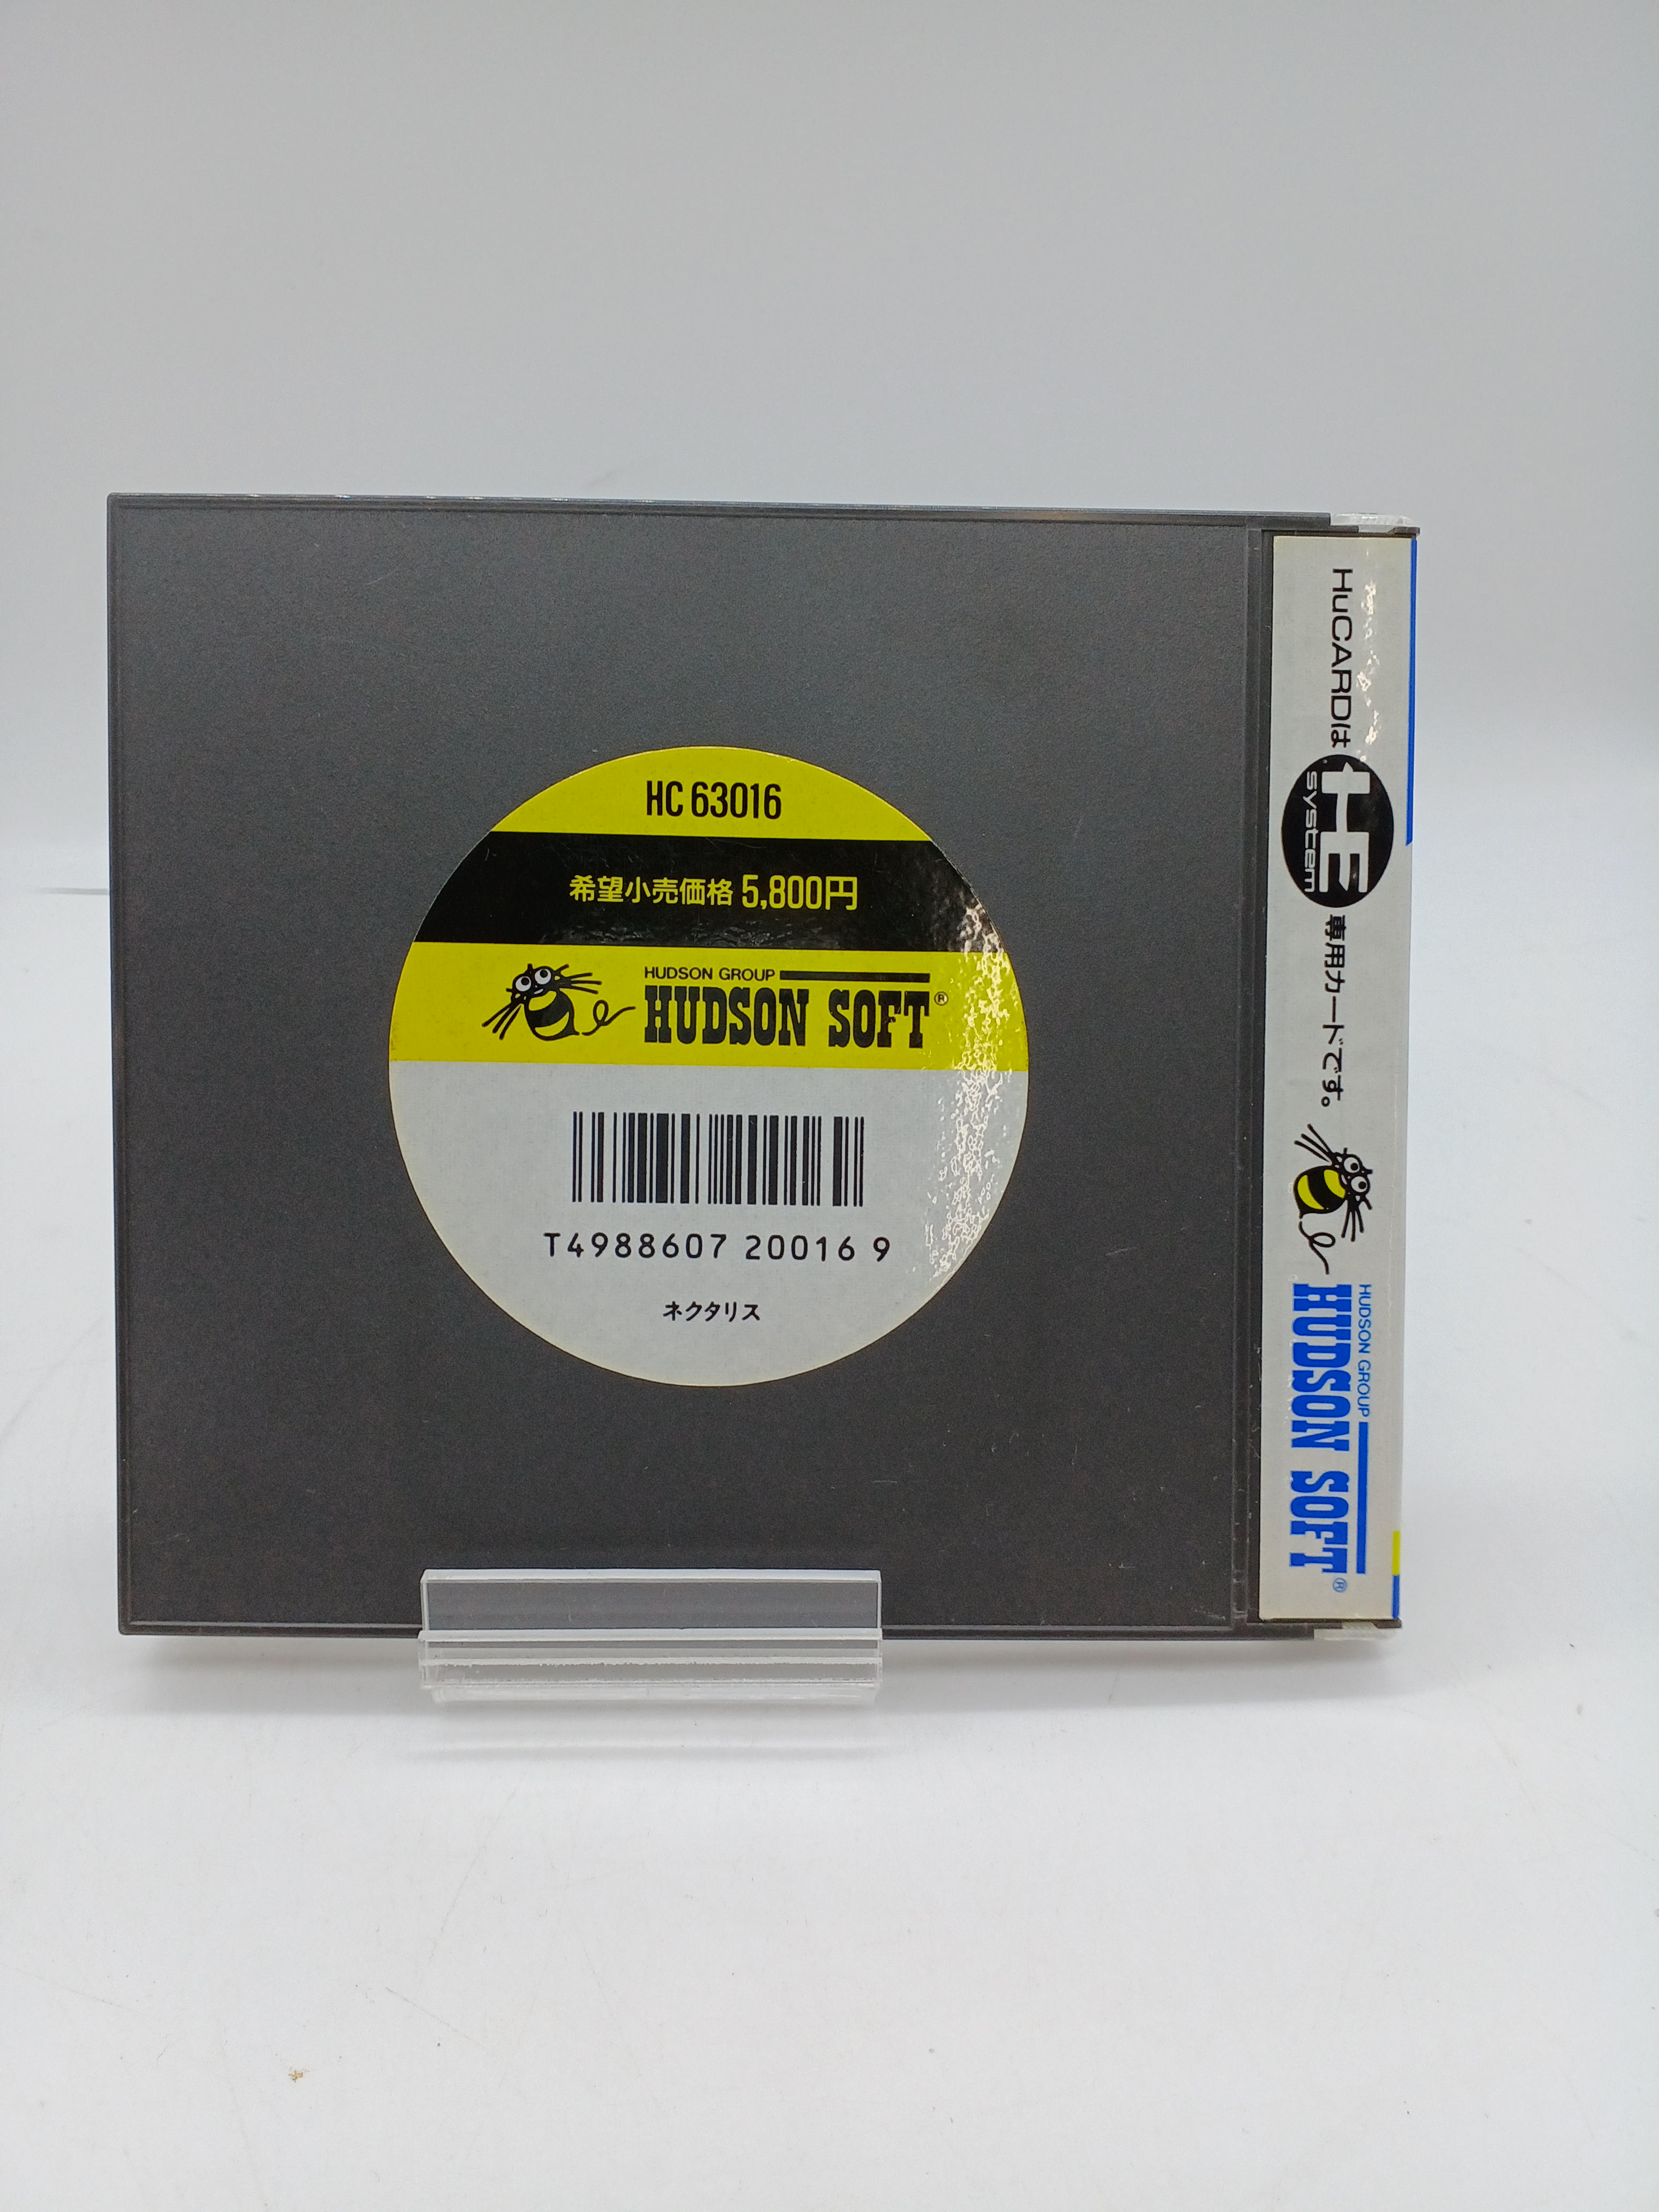 HC 63016
希望小売価格 5,800円
HUDSON GROUP
HUDSON SOFT®
T4988607 20016 9
ネクタリス
HuCARDは HE system 専用カードです。
HUDSON GROUP
HUDSON SOFT®